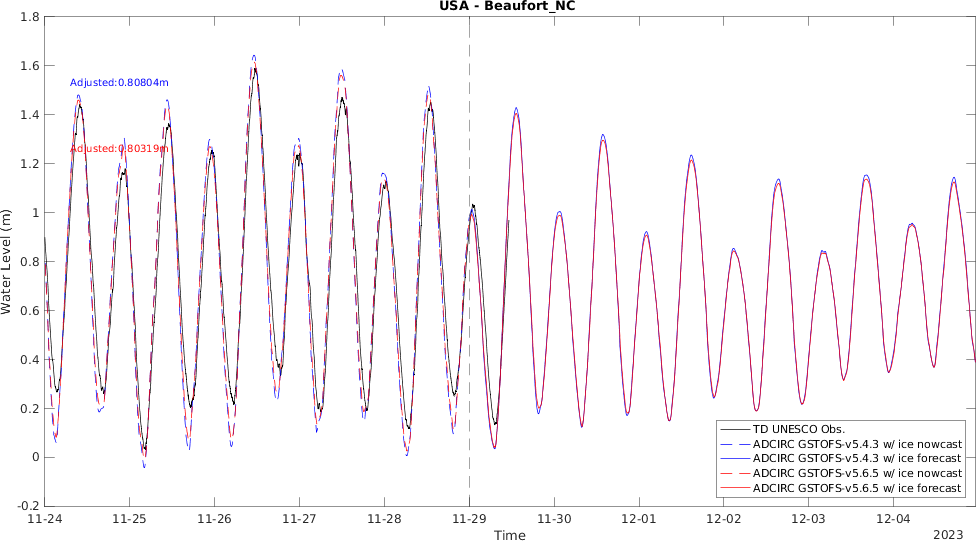 USA - Beaufort_NC
1.8
1.6
1.4
1.2
1
0.8
0.6
0.4
0.2
0
-0.2
Water Level (m)
Adjusted:0.80804m
Adjusted:0.80319m
TD UNESCO Obs.
ADCIRC GSTOFS-v5.4.3 w/ ice nowcast
ADCIRC GSTOFS-v5.4.3 w/ ice forecast
ADCIRC GSTOFS-v5.6.5 w/ ice nowcast
ADCIRC GSTOFS-v5.6.5 w/ ice forecast
11-24 11-25 11-26 11-27 11-28 11-29 11-30 12-01 12-02 12-03 12-04
Time
2023